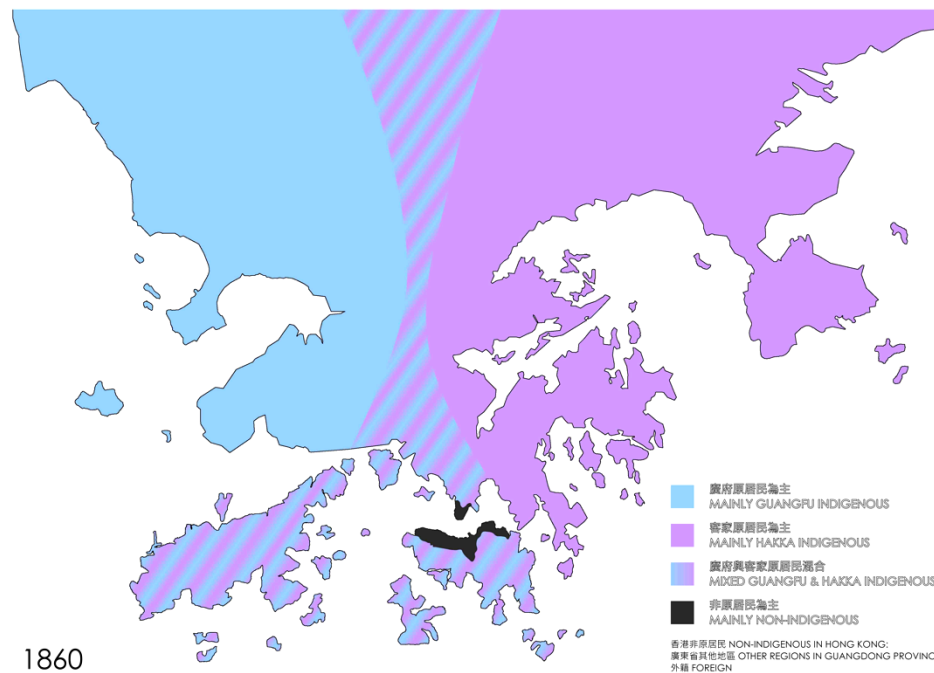 廣府原居民為主
MAINLY GUANGFU INDIGENOUS
客家原居民為主
MAINLY HAKKA INDIGENOUS
廣府與客家原居民混合
MIXED GUANGFU & HAKKA INDIGENOUS
非原居民為主
MAINLY NON-INDIGENOUS
香港非原居民 NON-INDIGENOUS IN HONG KONG:
廣東省其他地區 OTHER REGIONS IN GUANGDONG PROVINC
外籍 FOREIGN
1860